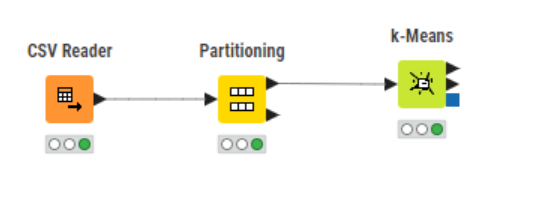 CSV Reader
Partitioning
k-Means